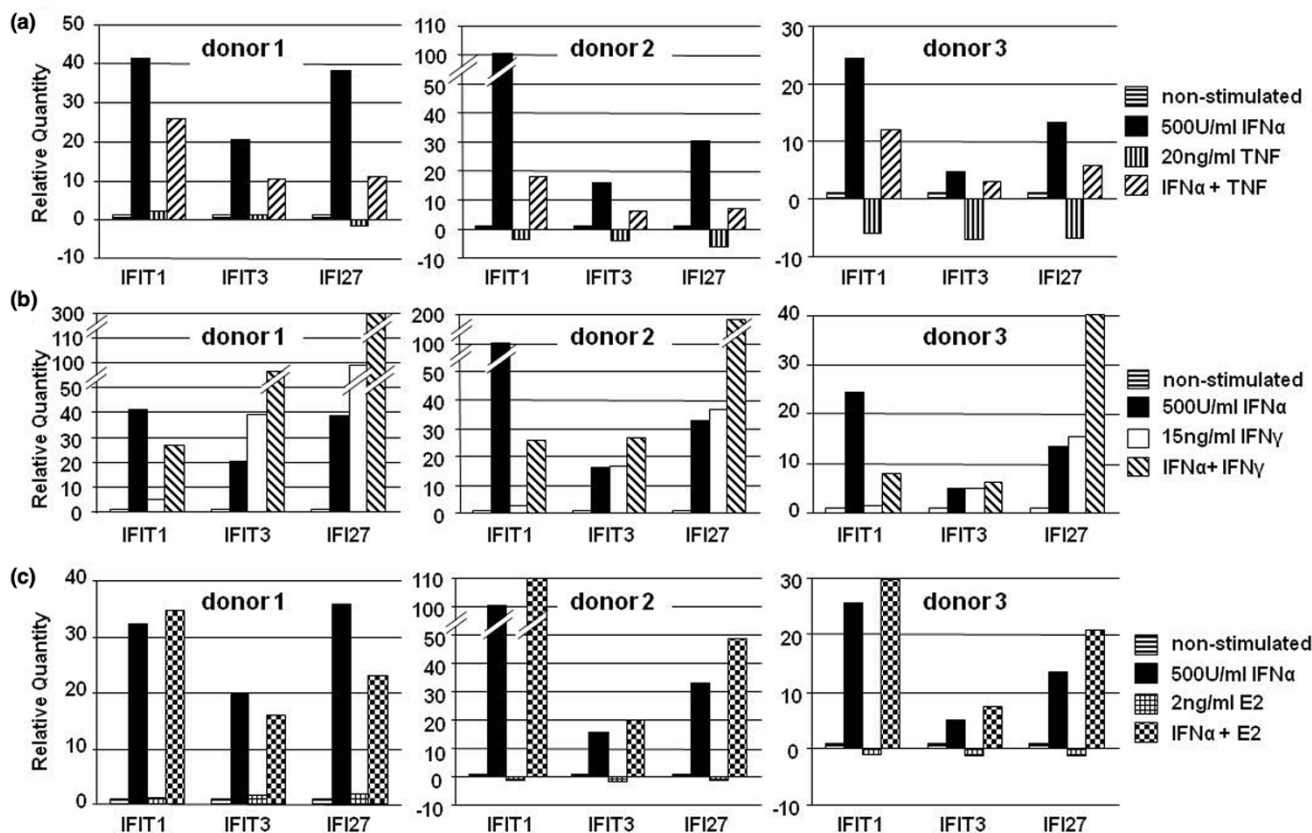 (a)
Relative Quantity
50
40
30
20
10
0
-10
donor 1
IFIT1 IFIT3 IFI27
110
100
50
40
30
20
10
0
-10
donor 2
IFIT1 IFIT3 IFI27
30
20
10
0
-10
donor 3
IFIT1 IFIT3 IFI27
non-stimulated
500U/ml IFNα
20ng/ml TNF
IFNα + TNF
(b)
Relative Quantity
300
110
100
50
40
30
20
10
0
donor 1
IFIT1 IFIT3 IFI27
200
100
50
40
30
20
10
0
donor 2
IFIT1 IFIT3 IFI27
40
30
20
10
0
donor 3
IFIT1 IFIT3 IFI27
non-stimulated
500U/ml IFNα
15ng/ml IFNγ
IFNα+ IFNγ
(c)
Relative Quantity
40
30
20
10
0
donor 1
IFIT1 IFIT3 IFI27
110
100
50
40
30
20
10
0
-10
donor 2
IFIT1 IFIT3 IFI27
30
20
10
0
-10
donor 3
IFIT1 IFIT3 IFI27
non-stimulated
500U/ml IFNα
2ng/ml E2
IFNα + E2